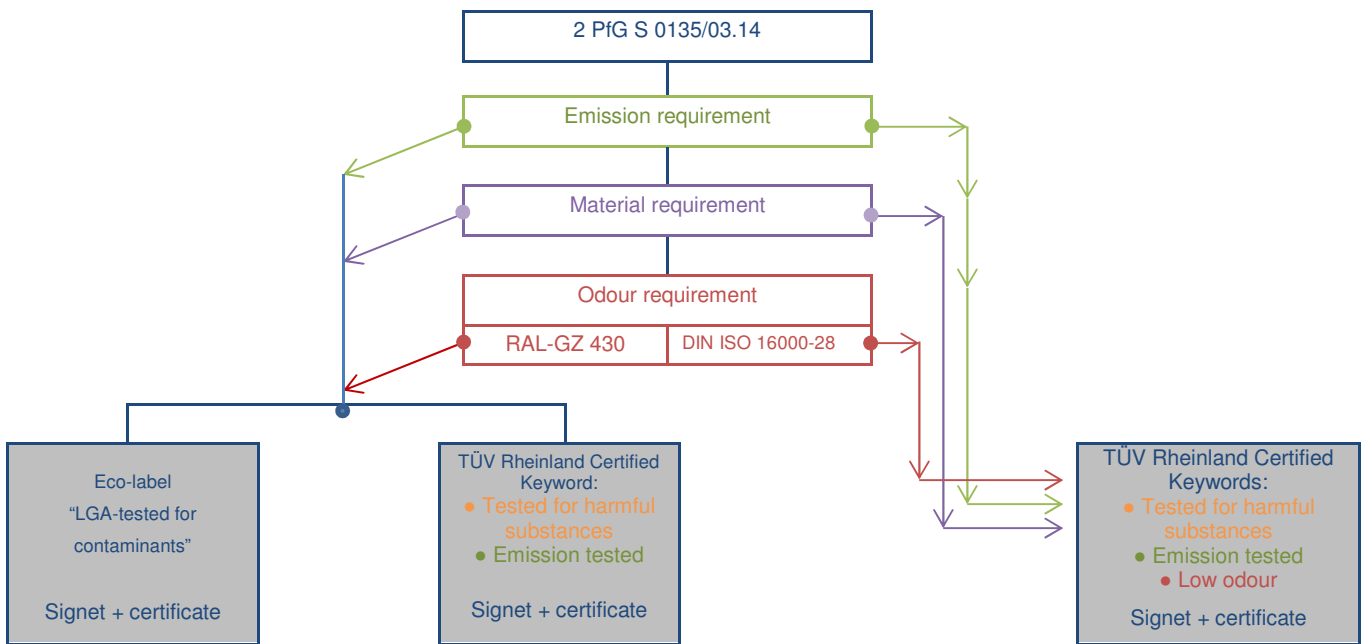 2 PfG S 0135/03.14
Emission requirement
Material requirement
Odour requirement
RAL-GZ 430
DIN ISO 16000-28
Eco-label
“LGA-tested for
contaminants”
Signet + certificate
TÜV Rheinland Certified
Keyword:
● Tested for harmful
substances
● Emission tested
Signet + certificate
TÜV Rheinland Certified
Keywords:
● Tested for harmful
substances
● Emission tested
● Low odour
Signet + certificate